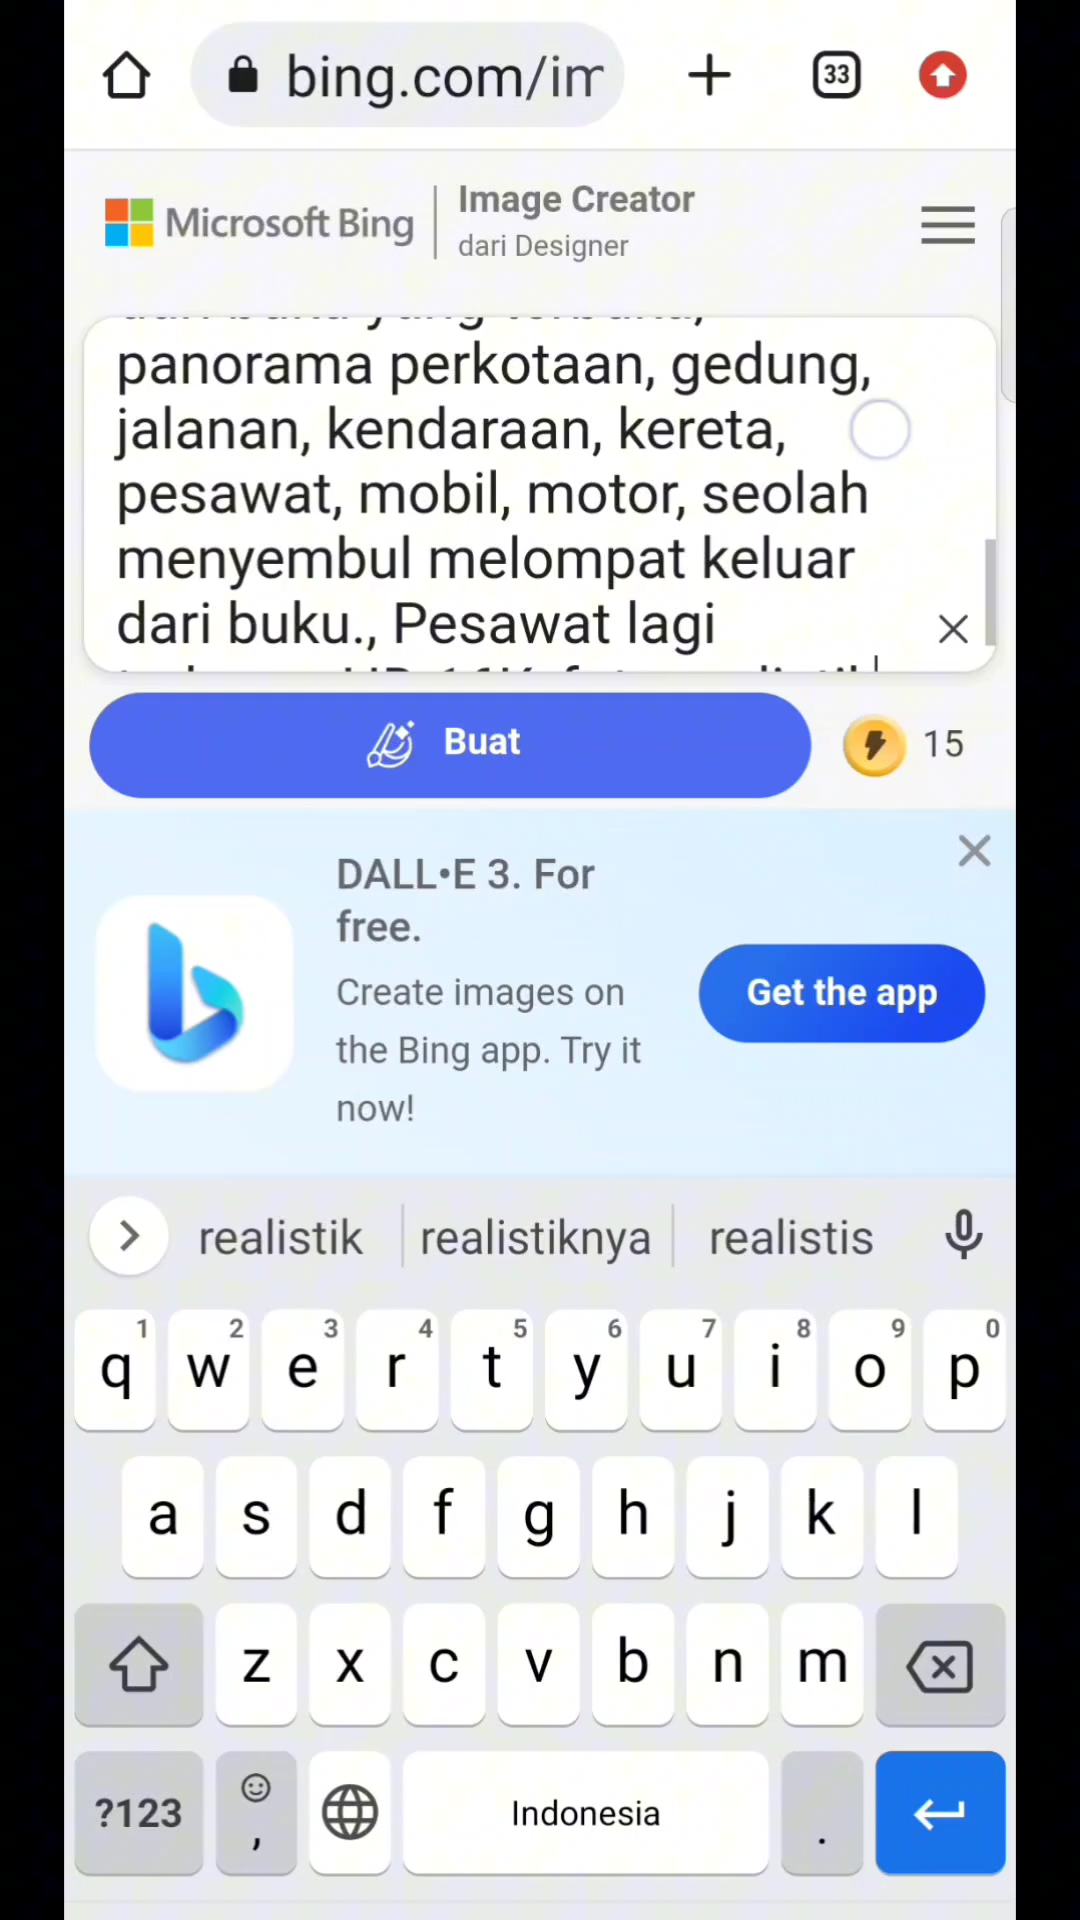 bing.com/im
33
Microsoft Bing
Image Creator
dari Designer
panorama perkotaan, gedung,
jalanan, kendaraan, kereta,
pesawat, mobil, motor, seolah
menyembul melompat keluar
dari buku., Pesawat lagi
Buat
15
DALL•E 3. For
free.
Create images on
the Bing app. Try it
now!
Get the app
realistik realistiknya realistis
1 2 3 4 5 6 7 8 9 0
q w e r t y u i o p
a s d f g h j k l
z x c v b n m
?123 , Indonesia .